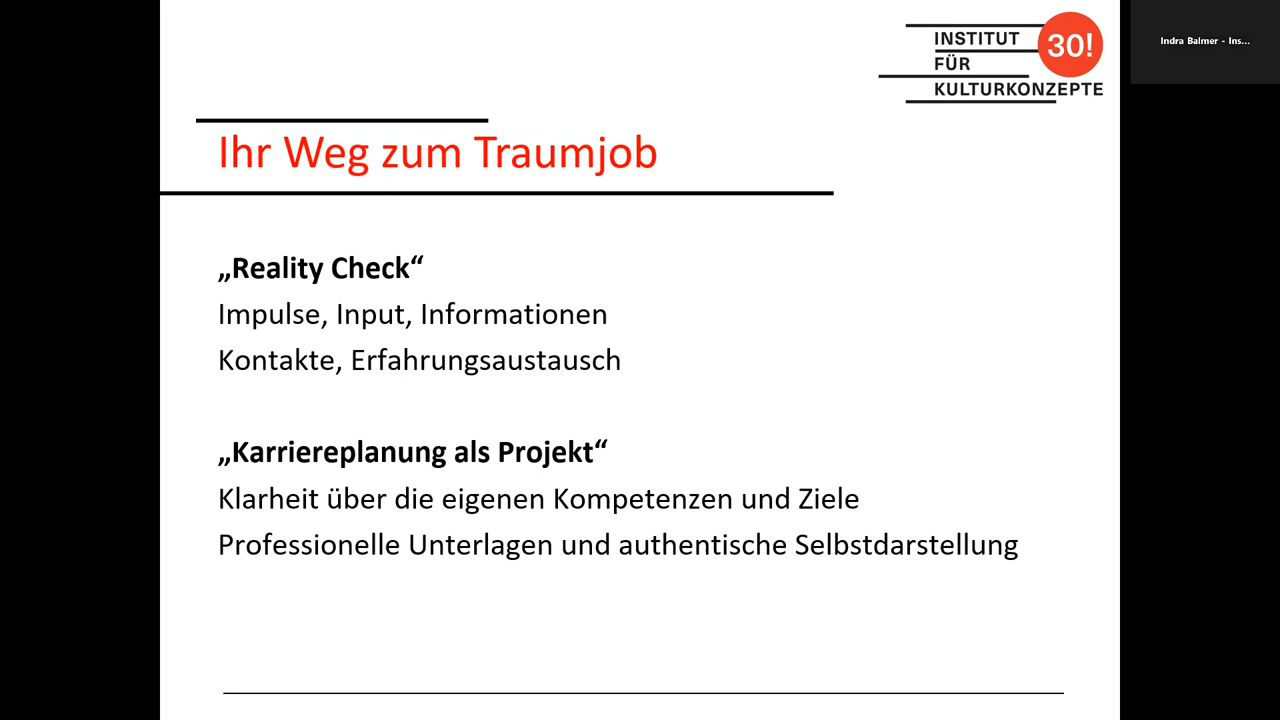 INSTITUT
FÜR
KULTURKONZEPTE
30!
Indra Balmer - Ins...
Ihr Weg zum Traumjob
„Reality Check“
Impulse, Input, Informationen
Kontakte, Erfahrungsaustausch
„Karriereplanung als Projekt“
Klarheit über die eigenen Kompetenzen und Ziele
Professionelle Unterlagen und authentische Selbstdarstellung